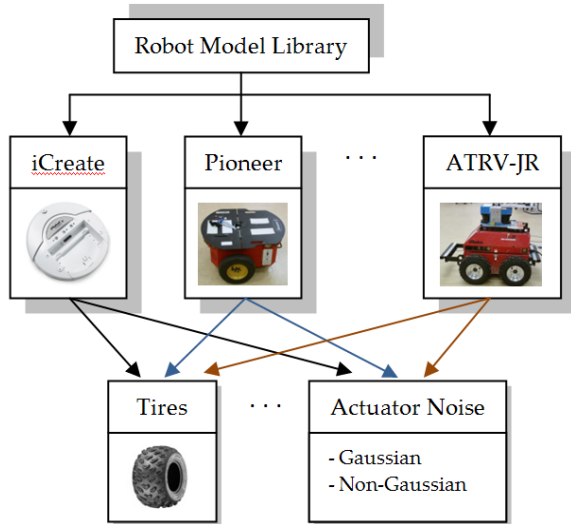 Robot Model Library
iCreate
Pioneer
. . .
ATRV-JR
Tires
. . .
Actuator Noise
- Gaussian
- Non-Gaussian